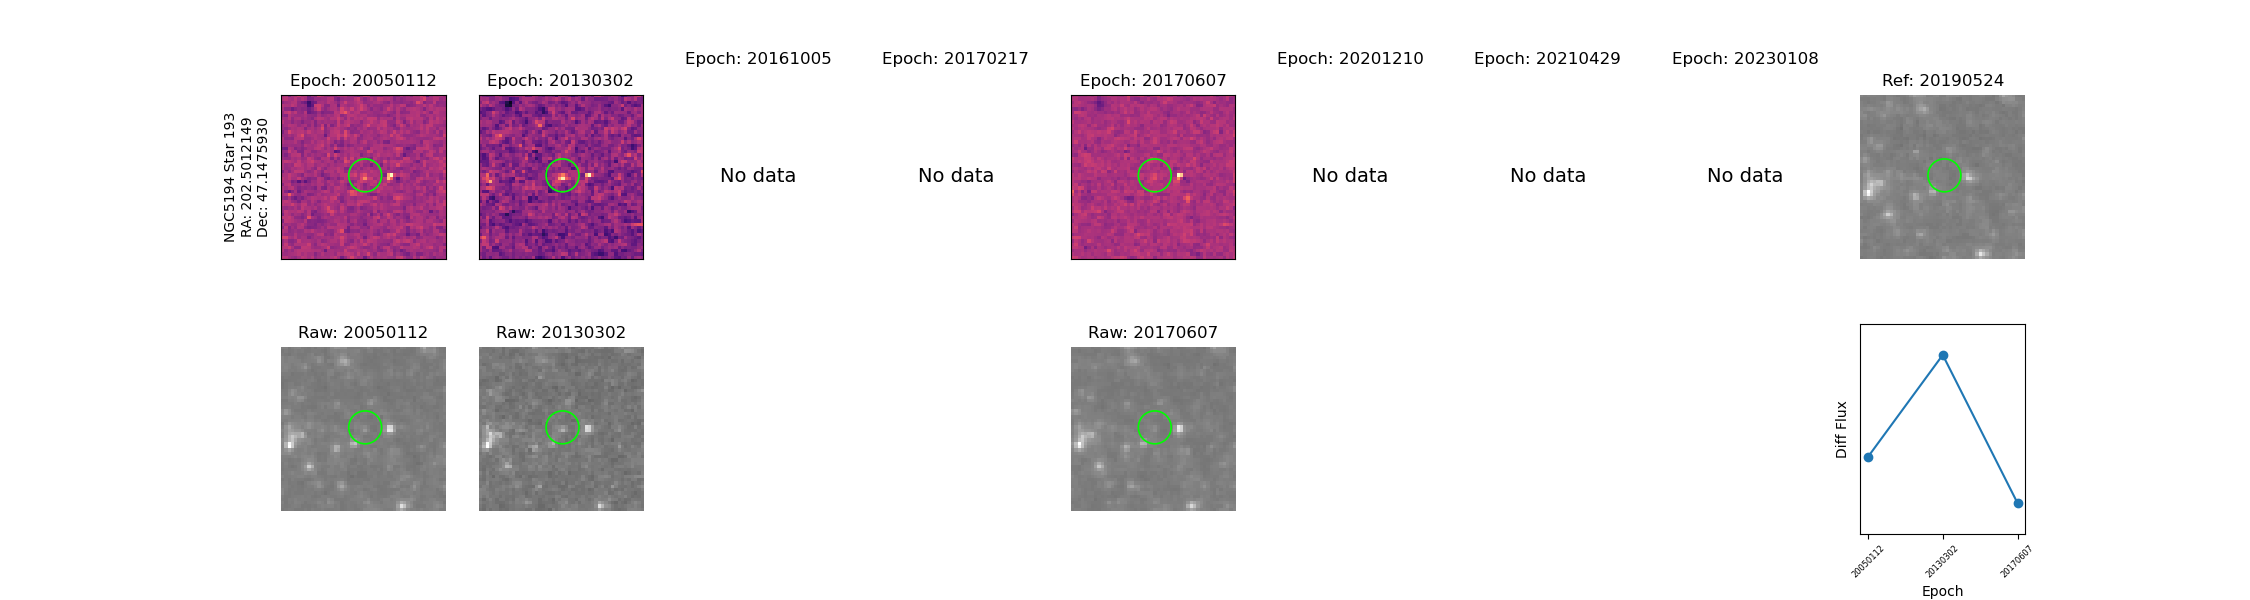 NGC5194 Star 193
RA: 202.5012149
Dec: 47.1475930
Epoch: 20050112
Epoch: 20130302
Epoch: 20161005
No data
Epoch: 20170217
No data
Epoch: 20170607
Epoch: 20201210
No data
Epoch: 20210429
No data
Epoch: 20230108
No data
Ref: 20190524
Raw: 20050112
Raw: 20130302
Raw: 20170607
Diff Flux
20050112
20130302
20170607
Epoch